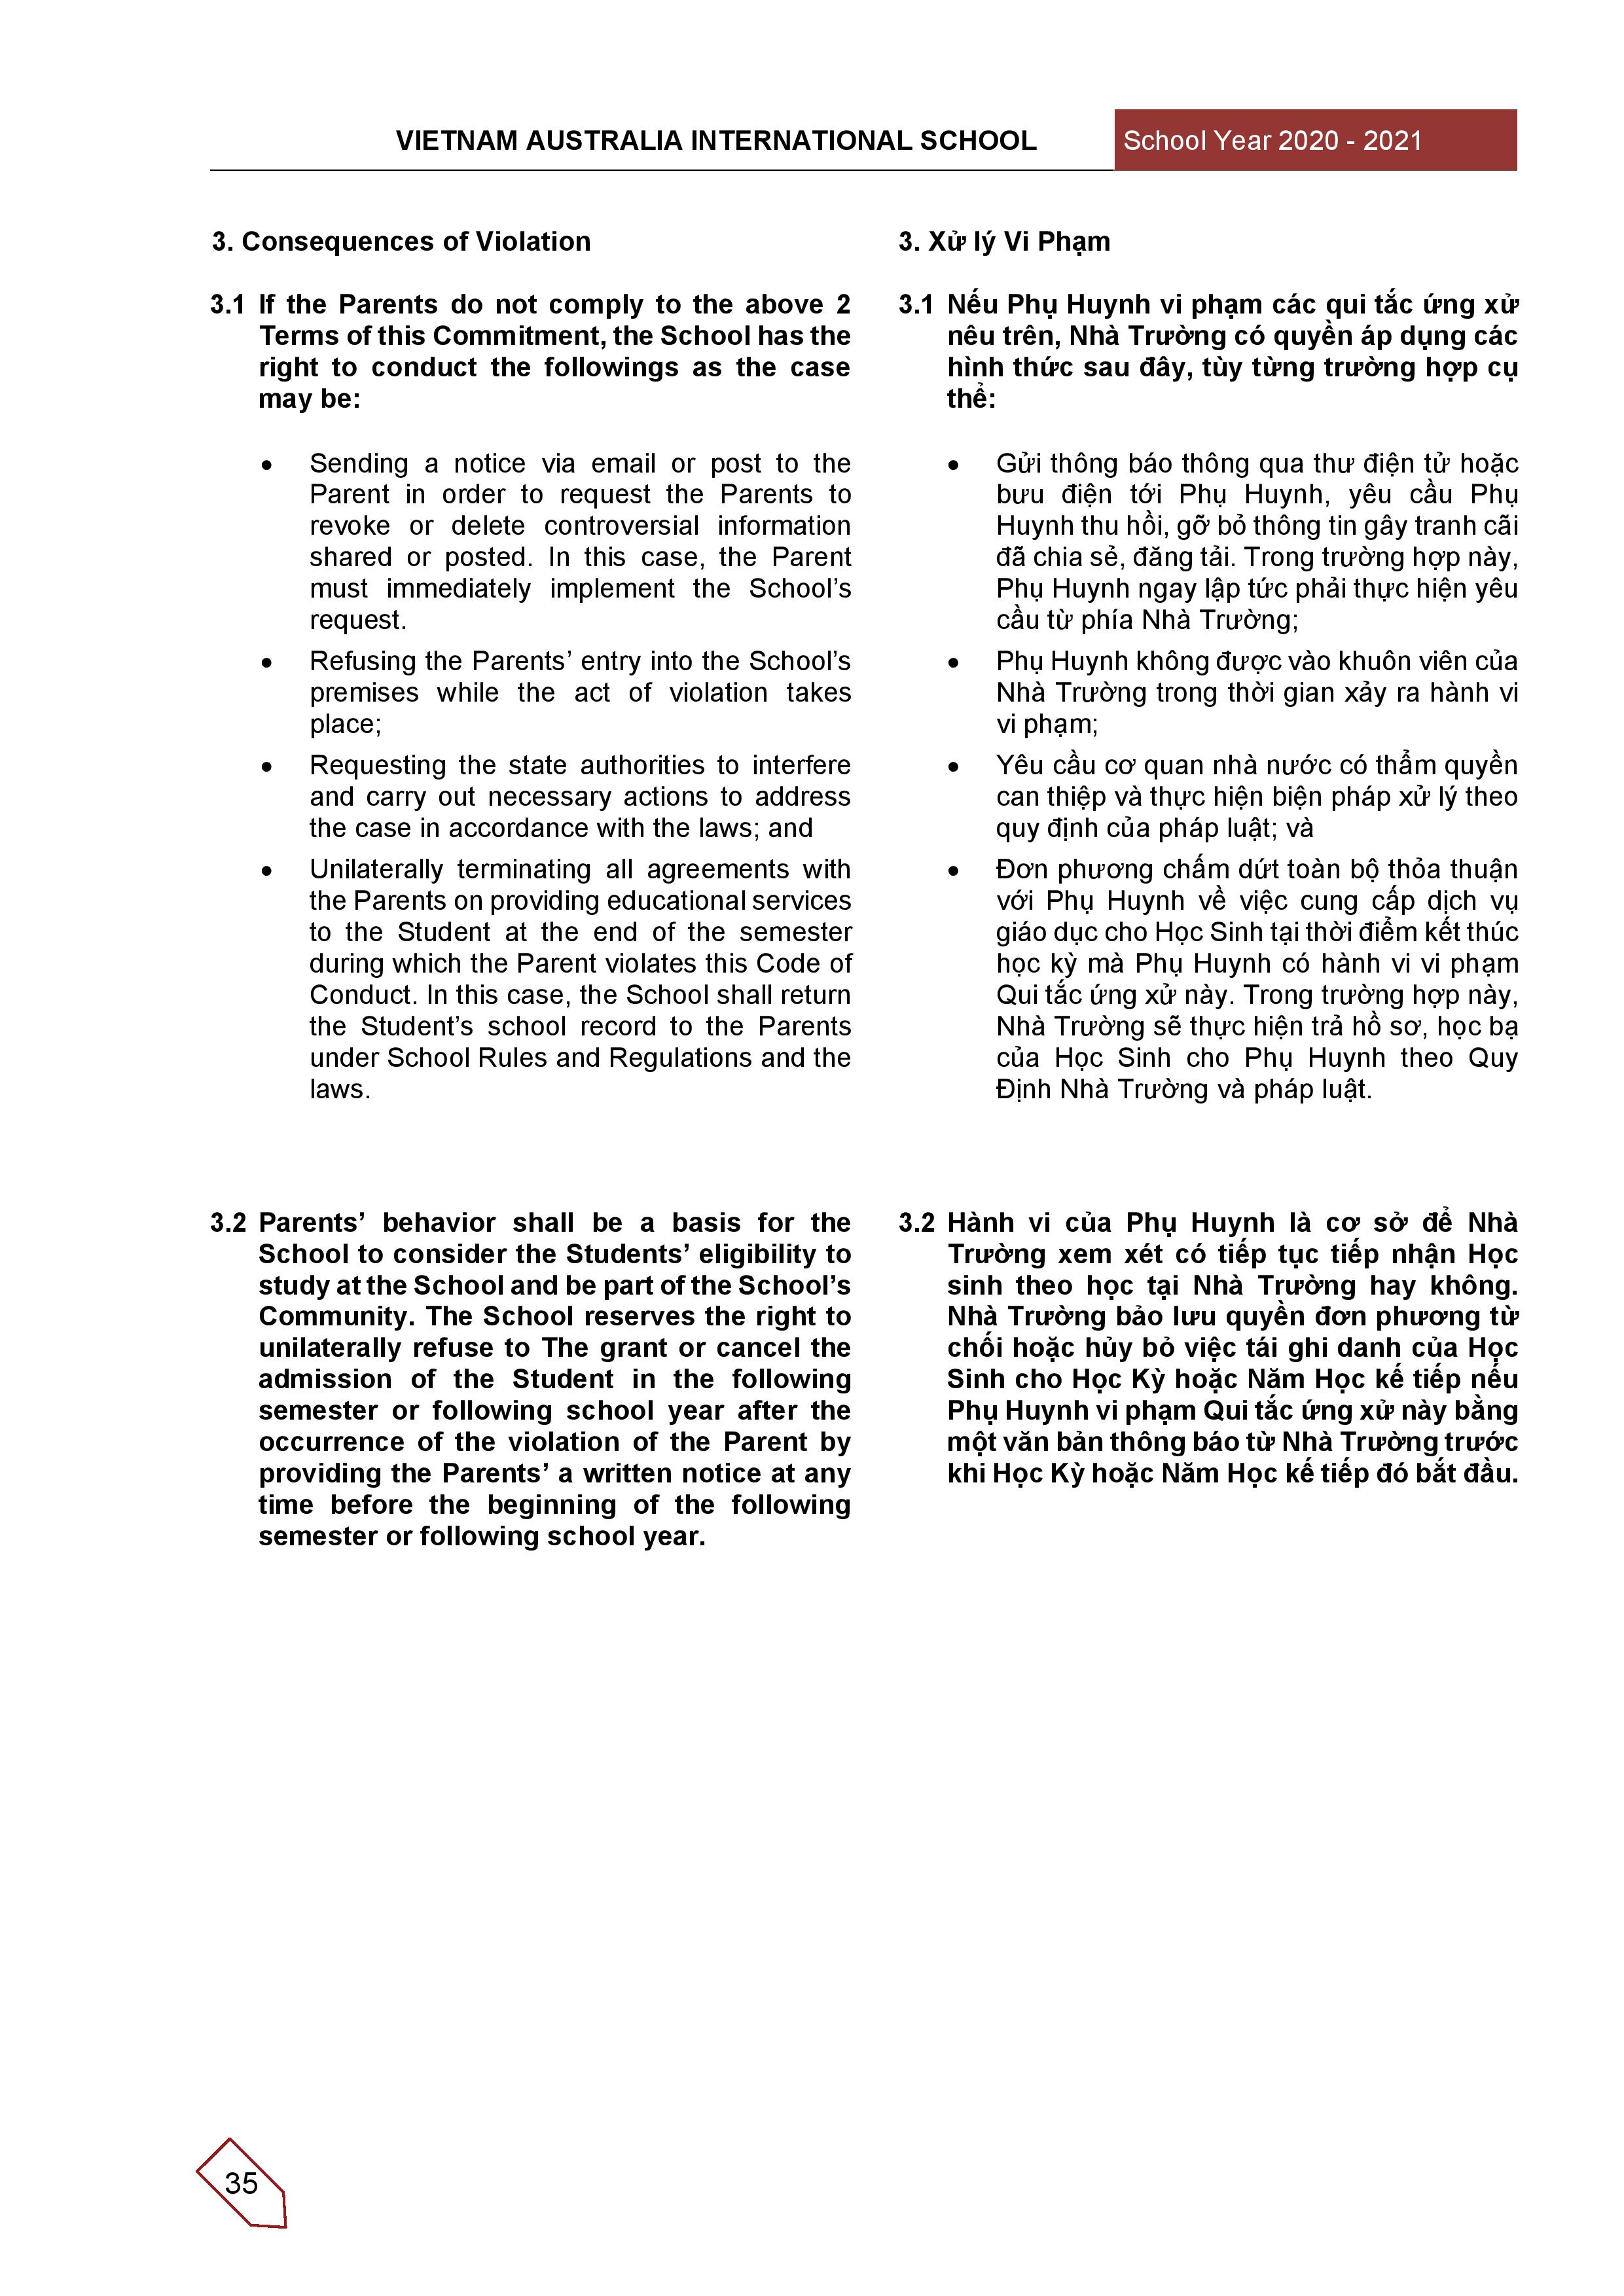 VIETNAM AUSTRALIA INTERNATIONAL SCHOOL
School Year 2020 - 2021
3. Consequences of Violation
3.1 If the Parents do not comply to the above 2
Terms of this Commitment, the School has the
right to conduct the followings as the case
may be:
• Sending a notice via email or post to the
Parent in order to request the Parents to
revoke or delete controversial information
shared or posted. In this case, the Parent
must immediately implement the School’s
request.
• Refusing the Parents’ entry into the School’s
premises while the act of violation takes
place;
• Requesting the state authorities to interfere
and carry out necessary actions to address
the case in accordance with the laws; and
• Unilaterally terminating all agreements with
the Parents on providing educational services
to the Student at the end of the semester
during which the Parent violates this Code of
Conduct. In this case, the School shall return
the Student’s school record to the Parents
under School Rules and Regulations and the
laws.
3.2 Parents’ behavior shall be a basis for the
School to consider the Students’ eligibility to
study at the School and be part of the School’s
Community. The School reserves the right to
unilaterally refuse to The grant or cancel the
admission of the Student in the following
semester or following school year after the
occurrence of the violation of the Parent by
providing the Parents’ a written notice at any
time before the beginning of the following
semester or following school year.
3. Xử lý Vi Phạm
3.1 Nếu Phụ Huynh vi phạm các qui tắc ứng xử
nêu trên, Nhà Trường có quyền áp dụng các
hình thức sau đây, tùy từng trường hợp cụ
thể:
• Gửi thông báo thông qua thư điện tử hoặc
bưu điện tới Phụ Huynh, yêu cầu Phụ
Huynh thu hồi, gỡ bỏ thông tin gây tranh cãi
đã chia sẻ, đăng tải. Trong trường hợp này,
Phụ Huynh ngay lập tức phải thực hiện yêu
cầu từ phía Nhà Trường;
• Phụ Huynh không được vào khuôn viên của
Nhà Trường trong thời gian xảy ra hành vi
vi phạm;
• Yêu cầu cơ quan nhà nước có thẩm quyền
can thiệp và thực hiện biện pháp xử lý theo
quy định của pháp luật; và
• Đơn phương chấm dứt toàn bộ thỏa thuận
với Phụ Huynh về việc cung cấp dịch vụ
giáo dục cho Học Sinh tại thời điểm kết thúc
học kỳ mà Phụ Huynh có hành vi vi phạm
Qui tắc ứng xử này. Trong trường hợp này,
Nhà Trường sẽ thực hiện trả hồ sơ, học bạ
của Học Sinh cho Phụ Huynh theo Quy
Định Nhà Trường và pháp luật.
3.2 Hành vi của Phụ Huynh là cơ sở để Nhà
Trường xem xét có tiếp tục tiếp nhận Học
sinh theo học tại Nhà Trường hay không.
Nhà Trường bảo lưu quyền đơn phương từ
chối hoặc hủy bỏ việc tái ghi danh của Học
Sinh cho Học Kỳ hoặc Năm Học kế tiếp nếu
Phụ Huynh vi phạm Qui tắc ứng xử này bằng
một văn bản thông báo từ Nhà Trường trước
khi Học Kỳ hoặc Năm Học kế tiếp đó bắt đầu.
35